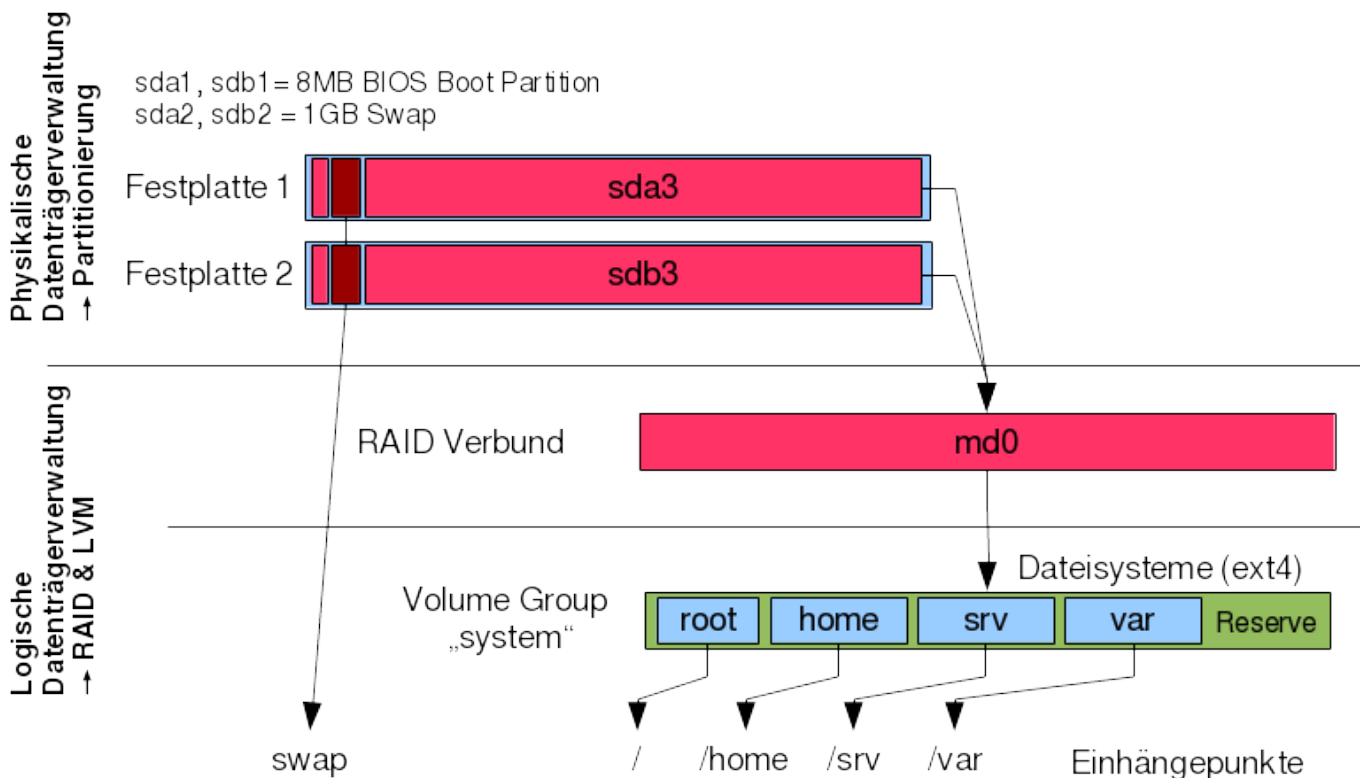 Physikalische
Datenträgerverwaltung
→ Partitionierung
sda1, sdb1 = 8MB BIOS Boot Partition
sda2, sdb2 = 1GB Swap
Festplatte 1
sda3
Festplatte 2
sdb3
Logische
Datenträgerverwaltung
→ RAID & LVM
RAID Verbund
md0
Dateisysteme (ext4)
Volume Group
„system“
root
home
srv
var
Reserve
swap
/
/home
/srv
/var
Einhängepunkte